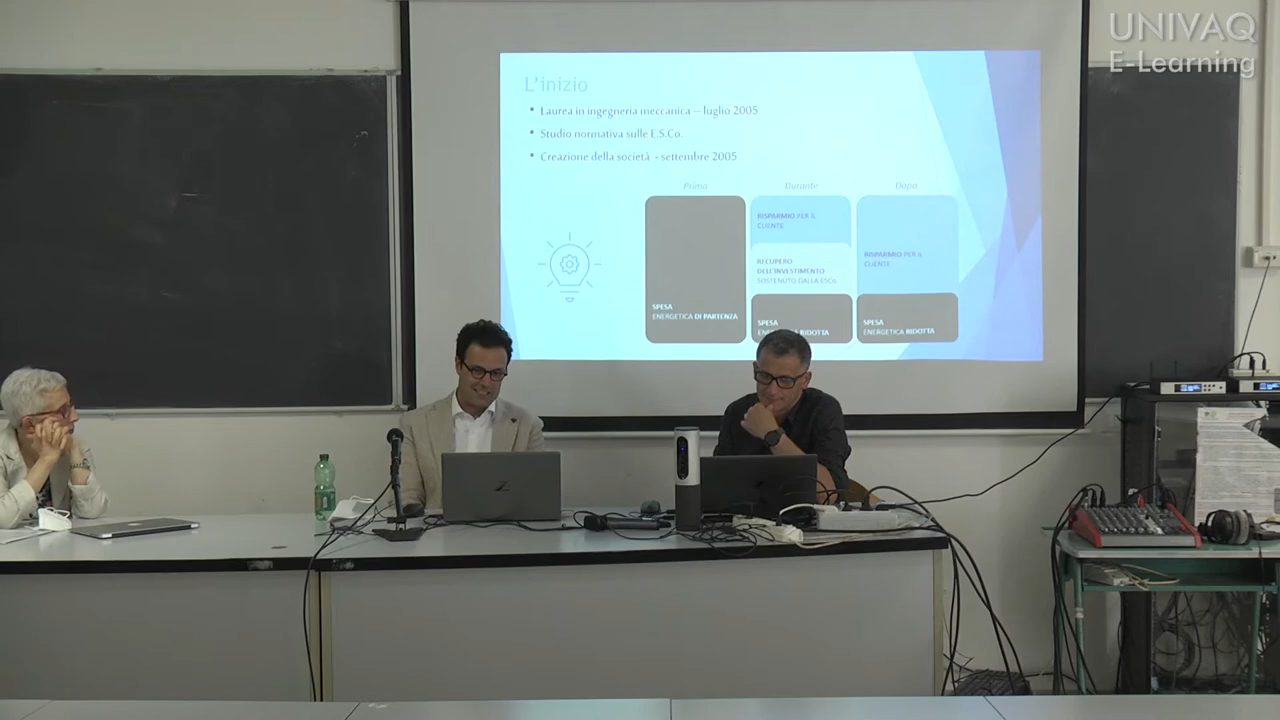 UNIVAQ
E-Learning
L'inizio
• Laurea in ingegneria meccanica – luglio 2005
• Studio normativa sulle E.S.Co.
• Creazione della società - settembre 2005
Prima
Durante
Dopo
SPESA
ENERGETICA DI PARTENZA
RISPARMIO PER IL
CLIENTE
RECUPERO
DELL'INVESTIMENTO
SOSTENUTO DALLA ESCo
SPESA
RIDOTTA
RISPARMIO PER IL
CLIENTE
SPESA
ENERGETICA RIDOTTA